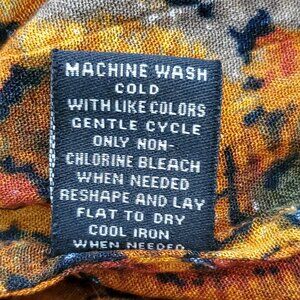 MACHINE WASH
COLD
WITH LIKE COLORS
GENTLE CYCLE
ONLY NON-
CHLORINE BLEACH
WHEN NEEDED
RESHAPE AND LAY
FLAT TO DRY
COOL IRON
WHEN NEEDED